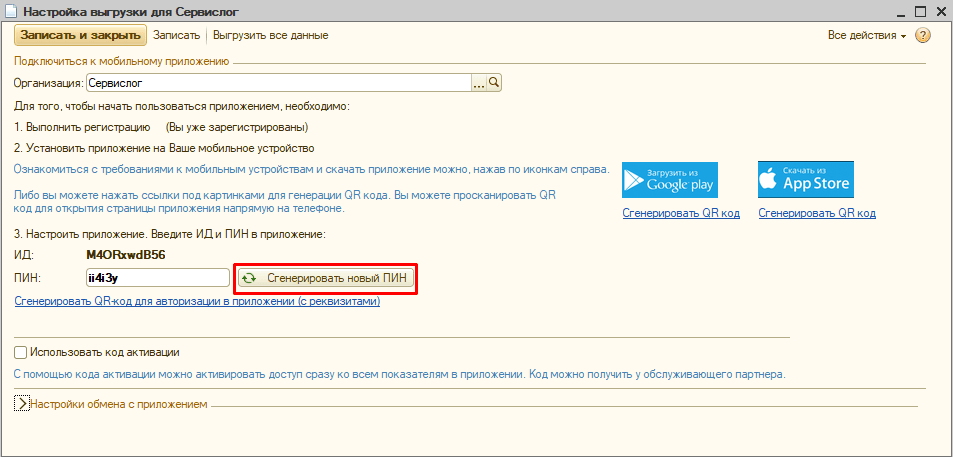 Настройка выгрузки для Сервислог
Записать и закрыть Записать Выгрузить все данные Все действия ?
Подключиться к мобильному приложению
Организация: Сервислог ...
Для того, чтобы начать пользоваться приложением, необходимо:
1. Выполнить регистрацию (Вы уже зарегистрированы)
2. Установить приложение на Ваше мобильное устройство
Ознакомиться с требованиями к мобильным устройствам и скачать приложение можно, нажав по иконкам справа.
Загрузить из
Google play
Скачать из
App Store
Либо вы можете нажать ссылки под картинками для генерации QR кода. Вы можете просканировать QR
код для открытия страницы приложения напрямую на телефоне.
Сгенерировать QR код Сгенерировать QR код
3. Настроить приложение. Введите ИД и ПИН в приложение:
ИД: M4ORxwdB56
ПИН: ii4i3y Сгенерировать новый ПИН
Сгенерировать QR-код для авторизации в приложении (с реквизитами)
Использовать код активации
С помощью кода активации можно активировать доступ сразу ко всем показателям в приложении. Код можно получить у обслуживающего партнера.
Настройки обмена с приложением